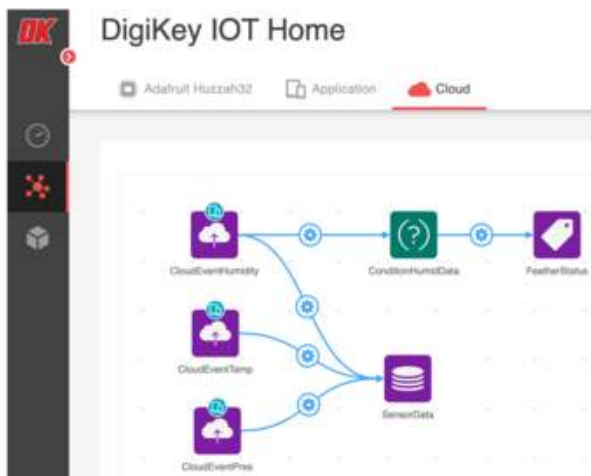 DK
DigiKey IOT Home
Adafruit Huzzah32
Application
Cloud
(?)
CloudEventHumidity
ConditionHumidData
FeatherStatus
CloudEventTemp
SensorData
CloudEventPres